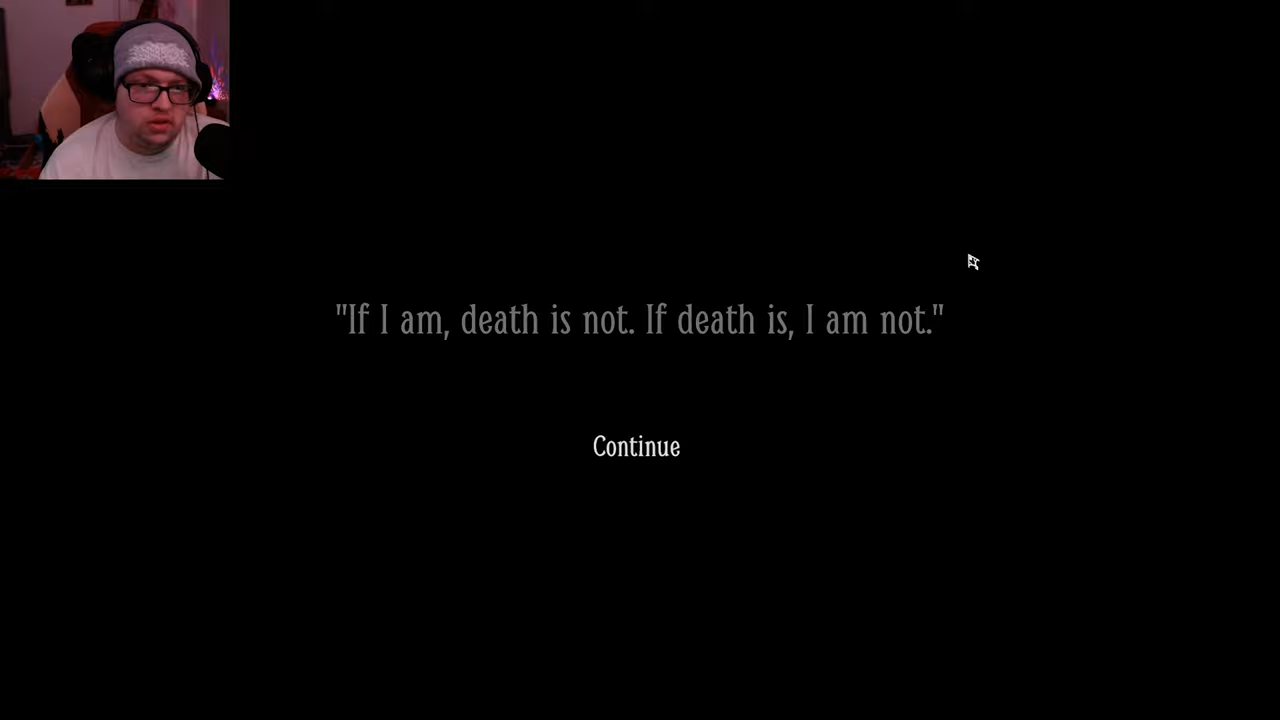 "If I am, death is not. If death is, I am not."
Continue